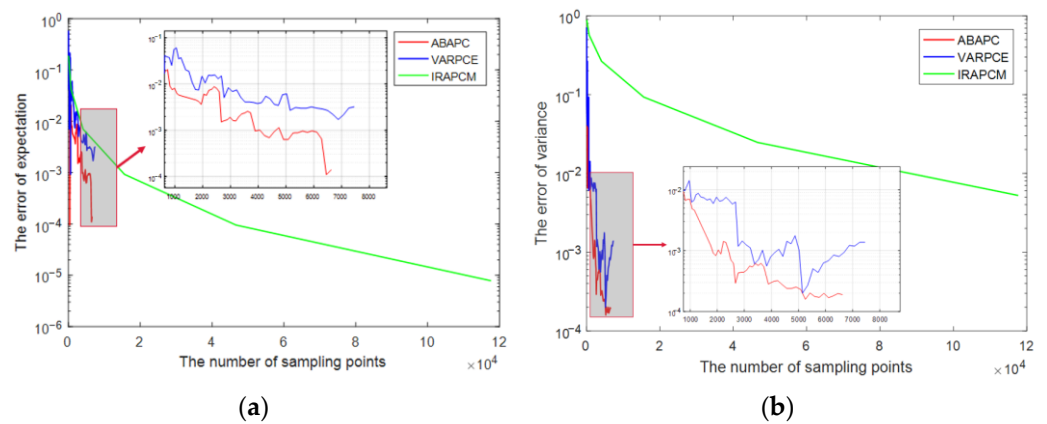 (a)
The error of expectation
10^0
10^-1
10^-2
10^-3
10^-4
10^-5
10^-6
0 2 4 6 8 10 12
×10^4
The number of sampling points
ABAPC
VARPCE
IRAPCM
10^-1
10^-2
10^-3
10^-4
1000 2000 3000 4000 5000 6000 7000 8000
(b)
The error of variance
10^0
10^-1
10^-2
10^-3
10^-4
0 2 4 6 8 10 12
×10^4
The number of sampling points
ABAPC
VARPCE
IRAPCM
10^-2
10^-3
10^-4
1000 2000 3000 4000 5000 6000 7000 8000